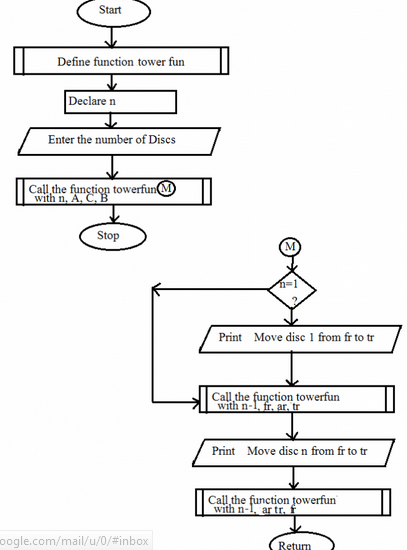 Start
Define function tower fun
Declare n
Enter the number of Discs
Call the function towerfun M
with n, A, C, B
Stop
M
n=1
?
Print Move disc 1 from fr to tr
Call the function towerfun
with n-1, fr, ar, tr
Print Move disc n from fr to tr
Call the function towerfun
with n-1, ar tr, fr
Return
oogle.com/mail/u/0/#inbox